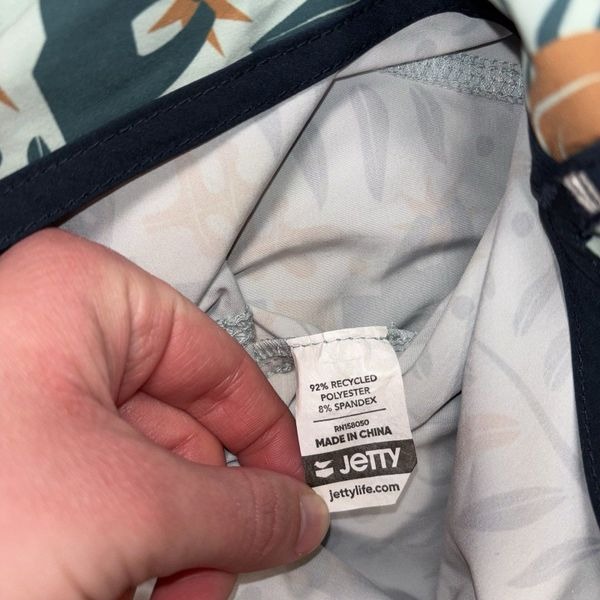 92% RECYCLED
POLYESTER
8% SPANDEX
RN158050
MADE IN CHINA
JETTY
jettylife.com